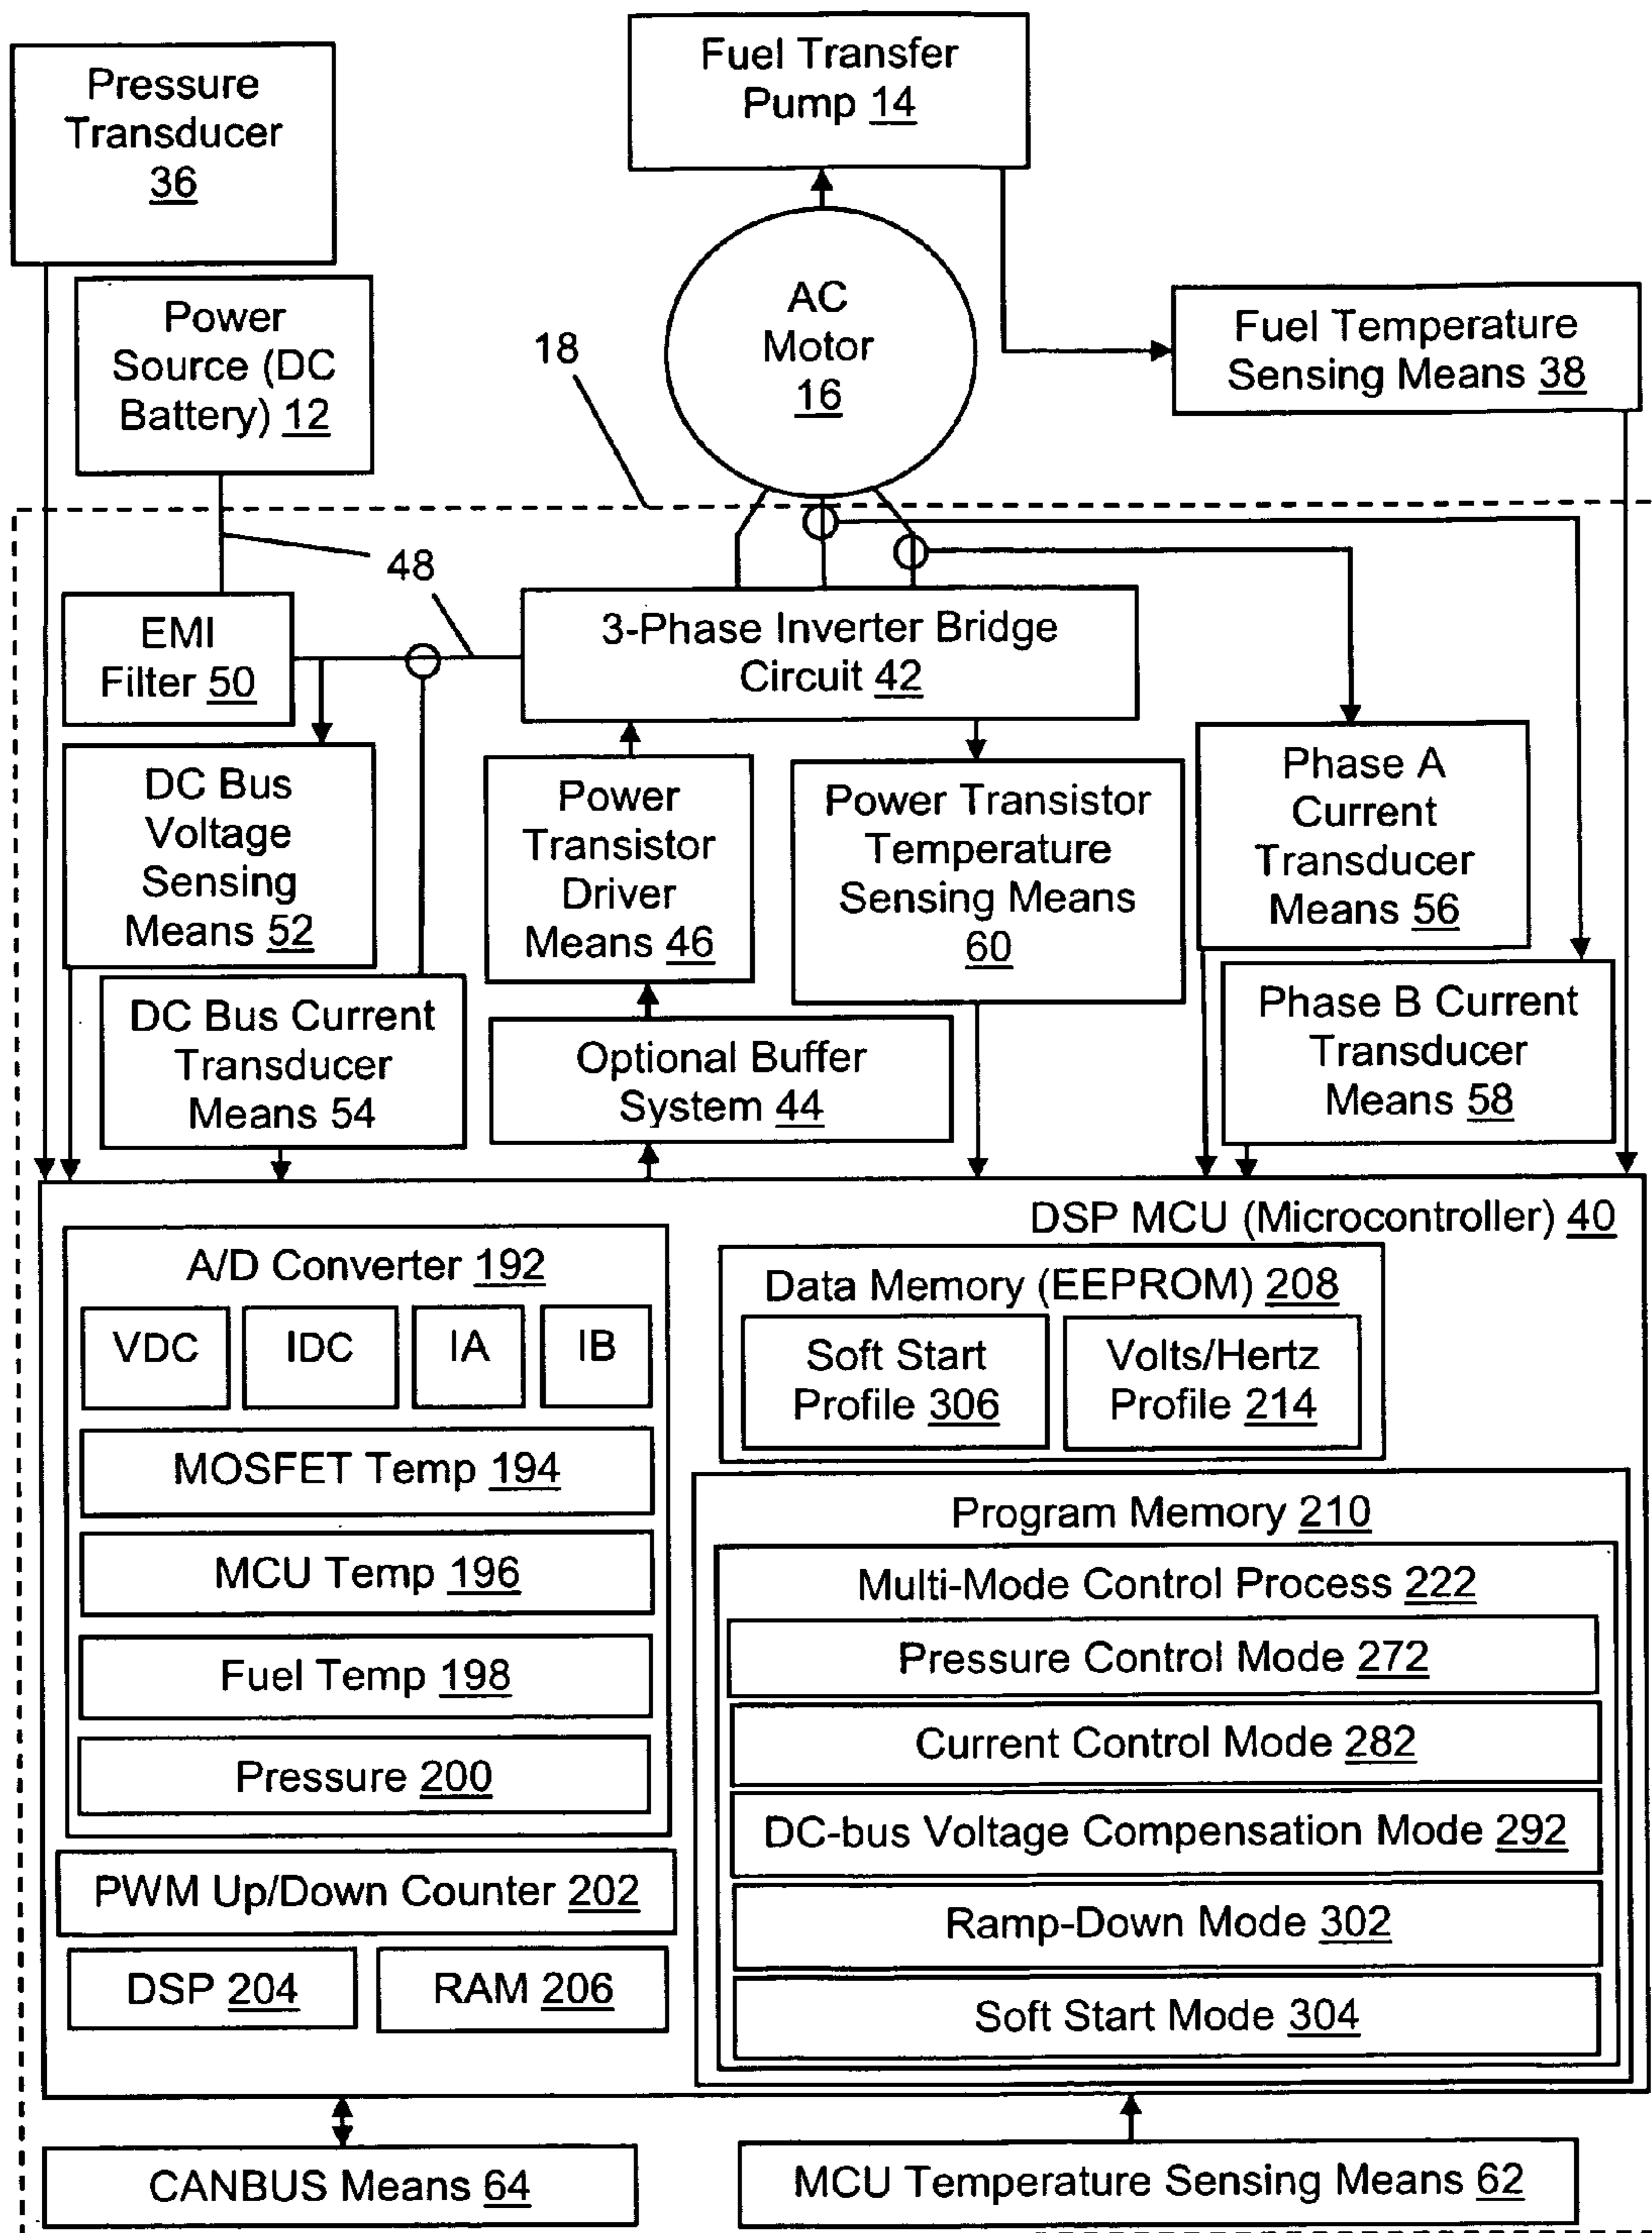 Pressure
Transducer
36
Fuel Transfer
Pump 14
Power
Source (DC
Battery) 12
18
AC
Motor
16
Fuel Temperature
Sensing Means 38
48
EMI
Filter 50
3-Phase Inverter Bridge
Circuit 42
DC Bus
Voltage
Sensing
Means 52
Power
Transistor
Driver
Means 46
Power Transistor
Temperature
Sensing Means
60
Phase A
Current
Transducer
Means 56
DC Bus Current
Transducer
Means 54
Optional Buffer
System 44
Phase B Current
Transducer
Means 58
DSP MCU (Microcontroller) 40
A/D Converter 192
VDC
IDC
IA
IB
MOSFET Temp 194
MCU Temp 196
Fuel Temp 198
Pressure 200
PWM Up/Down Counter 202
DSP 204
RAM 206
Data Memory (EEPROM) 208
Soft Start
Profile 306
Volts/Hertz
Profile 214
Program Memory 210
Multi-Mode Control Process 222
Pressure Control Mode 272
Current Control Mode 282
DC-bus Voltage Compensation Mode 292
Ramp-Down Mode 302
Soft Start Mode 304
CANBUS Means 64
MCU Temperature Sensing Means 62